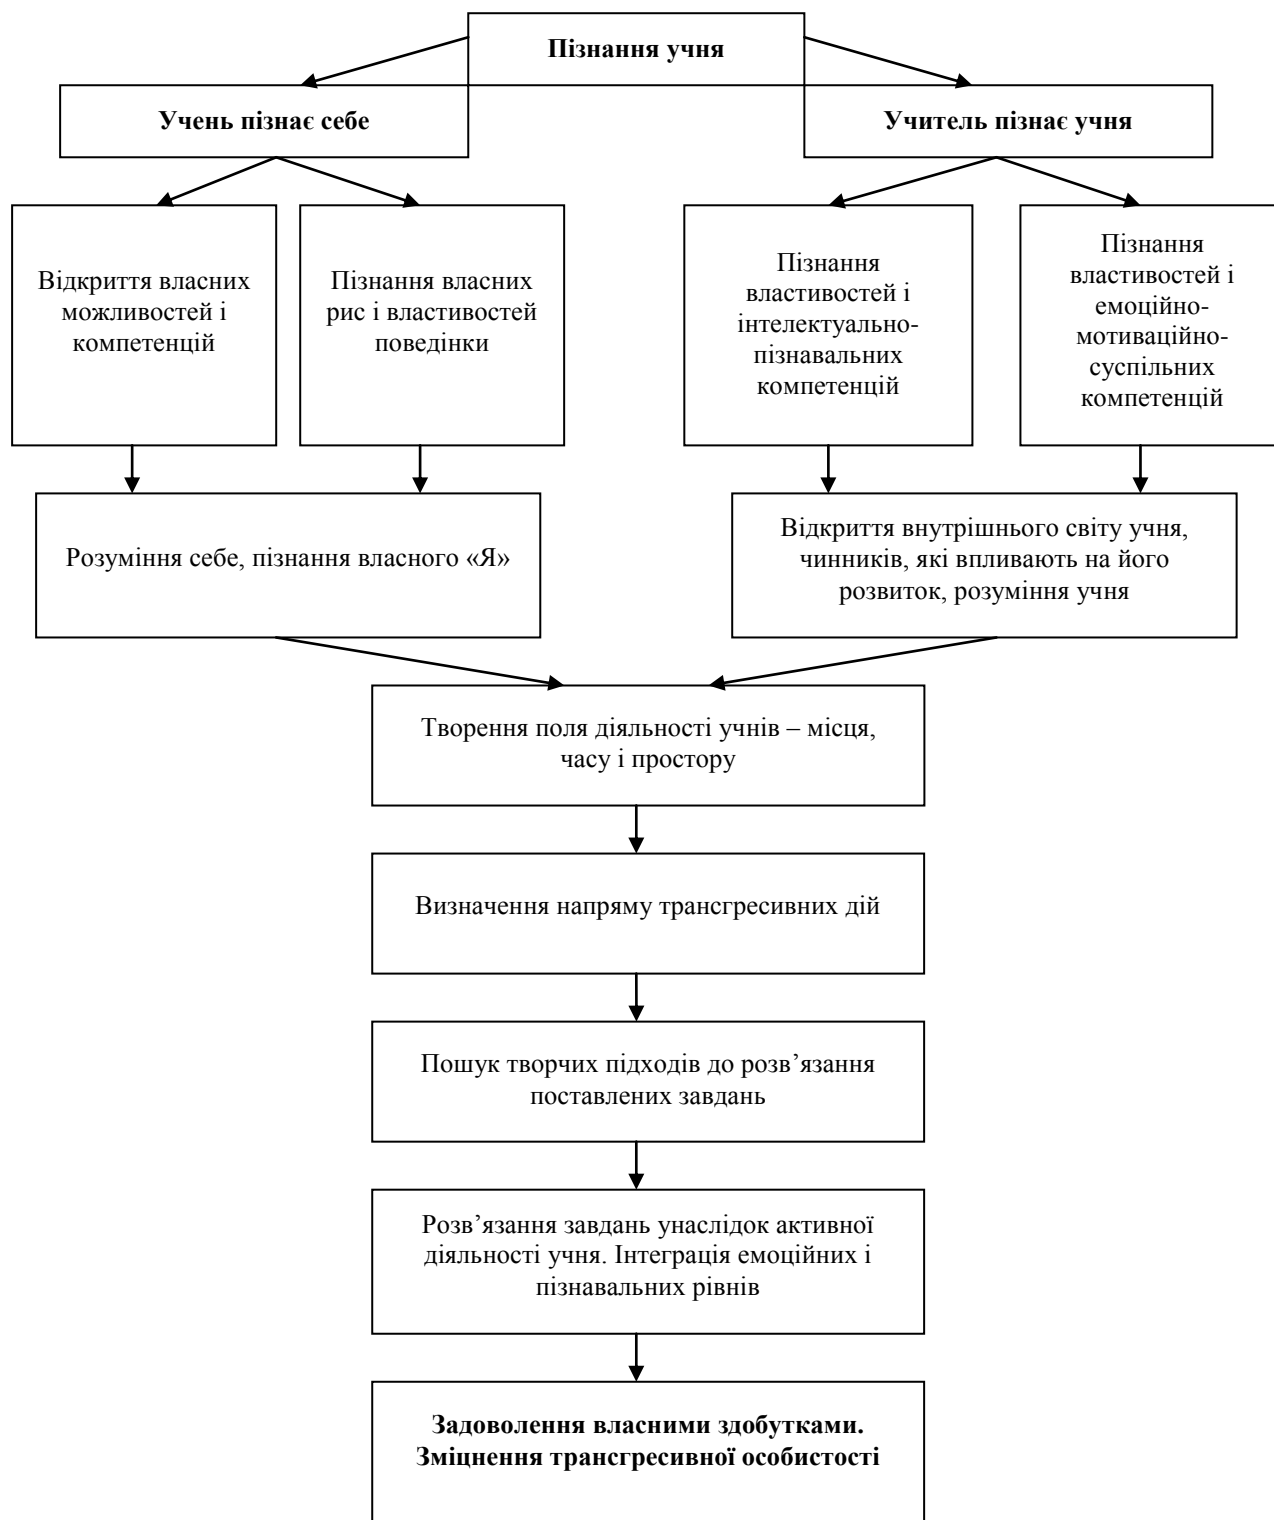 Пізнання учня
Учень пізнає себе
Учитель пізнає учня
Відкриття власних
можливостей і
компетенцій
Пізнання власних
рис і властивостей
поведінки
Пізнання
властивостей і
інтелектуально-
пізнавальних
компетенцій
Пізнання
властивостей і
емоційно-
мотиваційно-
суспільних
компетенцій
Розуміння себе, пізнання власного «Я»
Відкриття внутрішнього світу учня,
чинників, які впливають на його
розвиток, розуміння учня
Творення поля діяльності учнів – місця,
часу і простору
Визначення напряму трансгресивних дій
Пошук творчих підходів до розв’язання
поставлених завдань
Розв’язання завдань унаслідок активної
діяльності учня. Інтеграція емоційних і
пізнавальних рівнів
Задоволення власними здобутками.
Зміцнення трансгресивної особистості